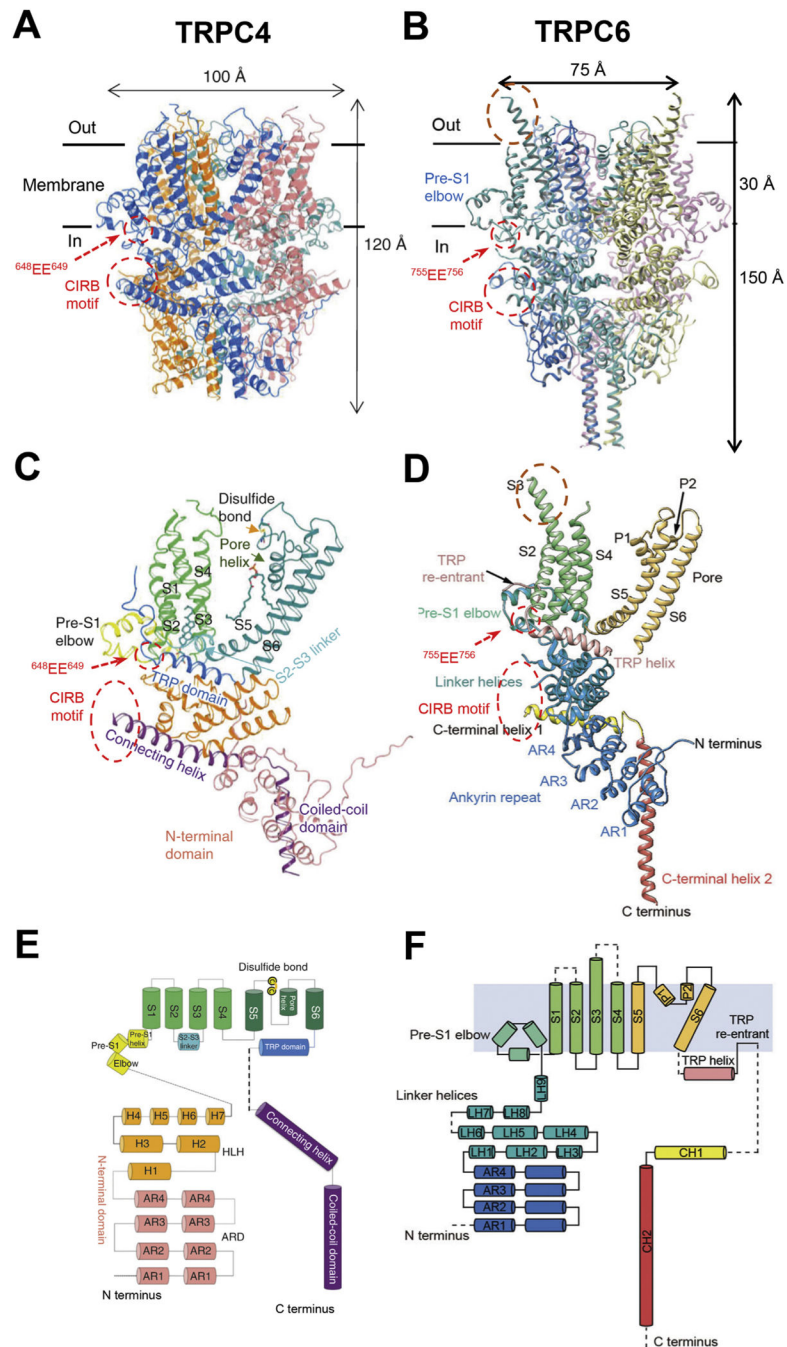 A
TRPC4
100 Å
Out
Membrane
In
120 Å
648EE649
CIRB
motif
B
TRPC6
75 Å
Out
Pre-S1
elbow
In
30 Å
150 Å
755EE756
CIRB
motif
C
Disulfide
bond
Pore
helix
S1
S4
Pre-S1
elbow
S2
S3
S5
S6
S2-S3 linker
648EE649
TRP domain
CIRB
motif
Connecting helix
Coiled-coil
domain
N-terminal
domain
D
S3
P2
S2
S4
P1
TRP
re-entrant
Pore
S5
S6
Pre-S1 elbow
755EE756
TRP helix
Linker helices
CIRB motif
C-terminal helix 1
N terminus
AR4
AR3
AR2
Ankyrin repeat
AR1
C-terminal helix 2
C terminus
E
Disulfide bond
C C
S1
S2
S3
S4
S5
Pore
helix
S6
Pre-S1
helix
S2-S3
linker
TRP domain
Pre-S1
Elbow
H4
H5
H6
H7
Connecting helix
H3
H2
HLH
H1
N-terminal domain
AR4
AR4
AR3
AR3
ARD
AR2
AR2
AR1
AR1
Coiled-coil domain
N terminus
C terminus
F
S1
S2
S3
S4
S5
P1
P2
S6
TRP
re-entrant
Pre-S1 elbow
TRP helix
LH9
Linker helices
LH7
LH8
LH6
LH5
LH4
LH1
LH2
LH3
CH1
AR4
AR3
AR2
N terminus
AR1
CH2
C terminus